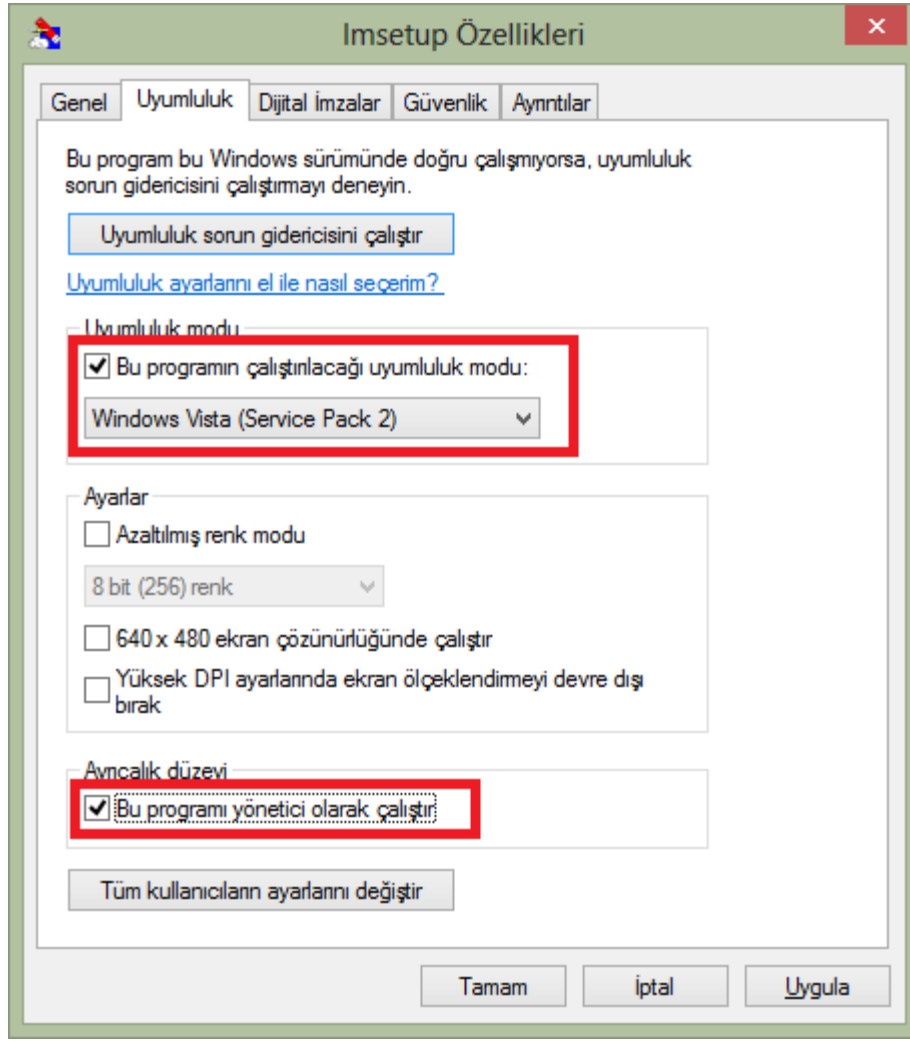 Imsetup Özellikleri
Genel
Uyumluluk
Dijital İmzalar
Güvenlik
Ayrıntılar
Bu program bu Windows sürümünde doğru çalışmıyorsa, uyumluluk
sorun gidericisini çalıştırmayı deneyin.
Uyumluluk sorun gidericisini çalıştır
Uyumluluk ayarlarını el ile nasıl seçerim?
Uyumluluk modu
Bu programın çalıştırılacağı uyumluluk modu:
Windows Vista (Service Pack 2)
Ayarlar
Azaltılmış renk modu
8 bit (256) renk
640 x 480 ekran çözünürlüğünde çalıştır
Yüksek DPI ayarlarında ekran ölçeklendirmeyi devre dışı
bırak
Ayrıcalık düzeyi
Bu programı yönetici olarak çalıştır
Tüm kullanıcıların ayarlarını değiştir
Tamam
İptal
Uygula